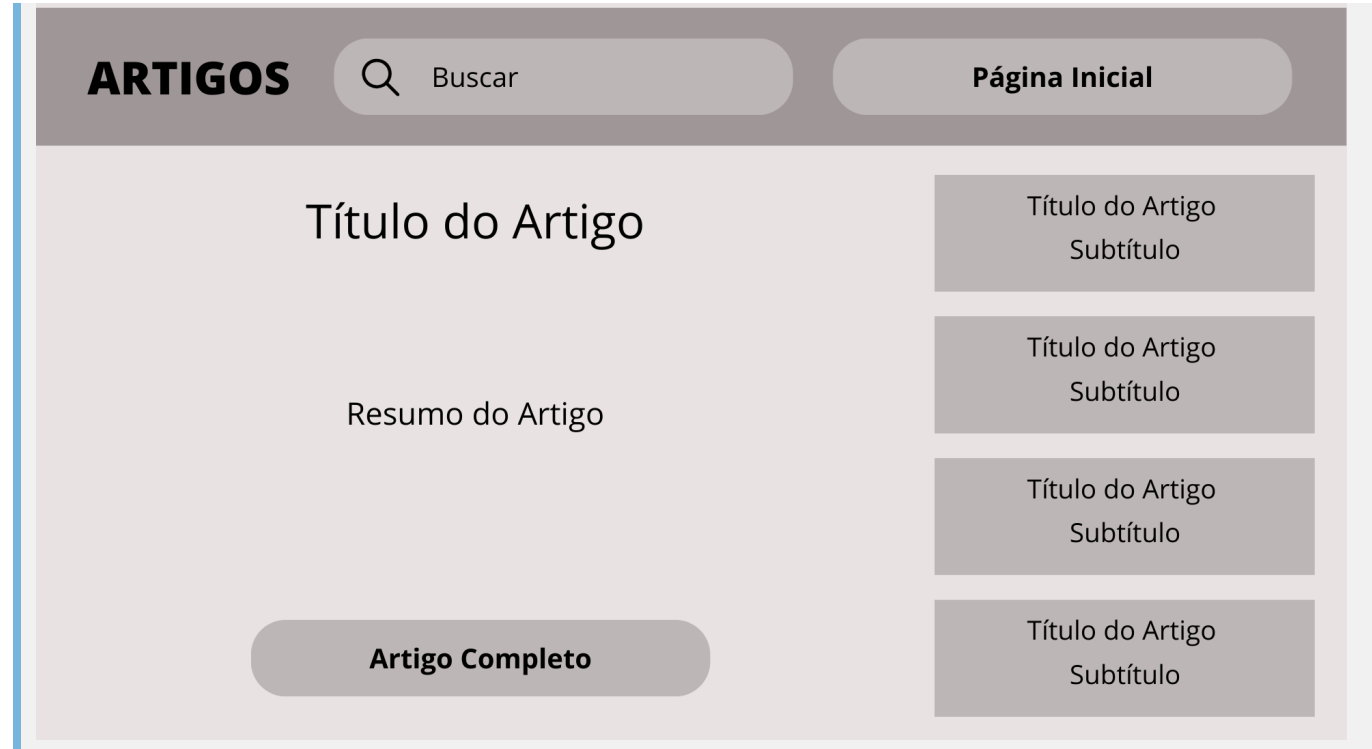 ARTIGOS
Buscar
Página Inicial
Título do Artigo
Resumo do Artigo
Artigo Completo
Título do Artigo
Subtítulo
Título do Artigo
Subtítulo
Título do Artigo
Subtítulo
Título do Artigo
Subtítulo